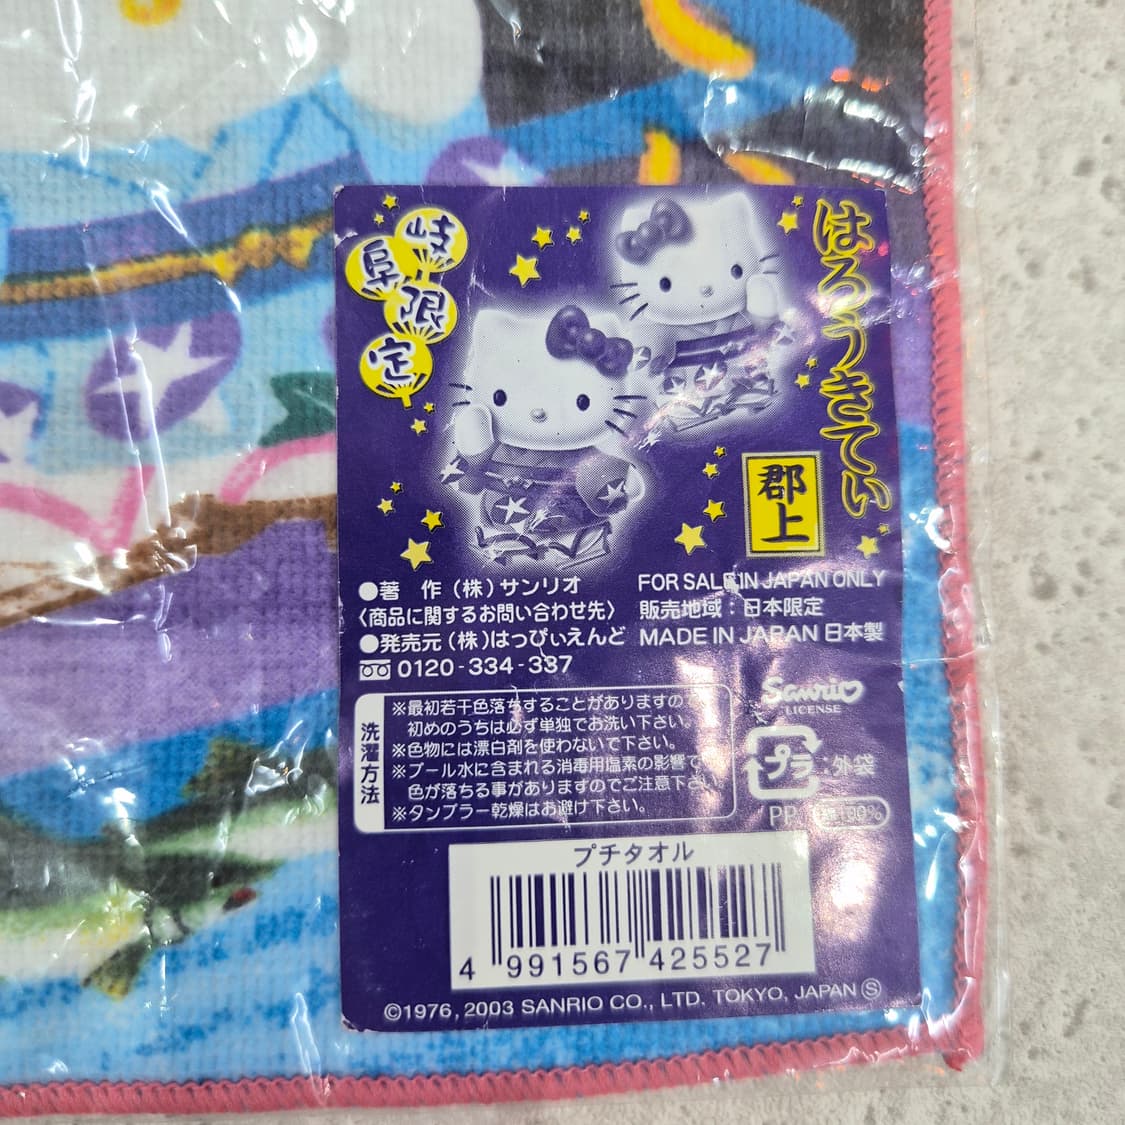 岐阜限定
はろうきてぃ
郡上
●著 作(株)サンリオ
〈商品に関するお問い合わせ先〉
●発売元(株)はっぴぃえんど
0120-334-337
FOR SALE IN JAPAN ONLY
販売地域:日本限定
MADE IN JAPAN 日本製
洗濯方法
※最初若干色落ちすることがありますの
初めのうちは必ず単独でお洗い下さい。
※色物には漂白剤を使わないで下さい。
※プール水に含まれる消毒用塩素の影響で
色が落ちる事がありますのでご注意下さい。
※タンブラー乾燥はお避け下さい。
Sanrio
LICENSE
プラ:外袋
PP
綿100%
プチタオル
4 991567 425527
©1976, 2003 SANRIO CO., LTD. TOKYO, JAPAN Ⓢ